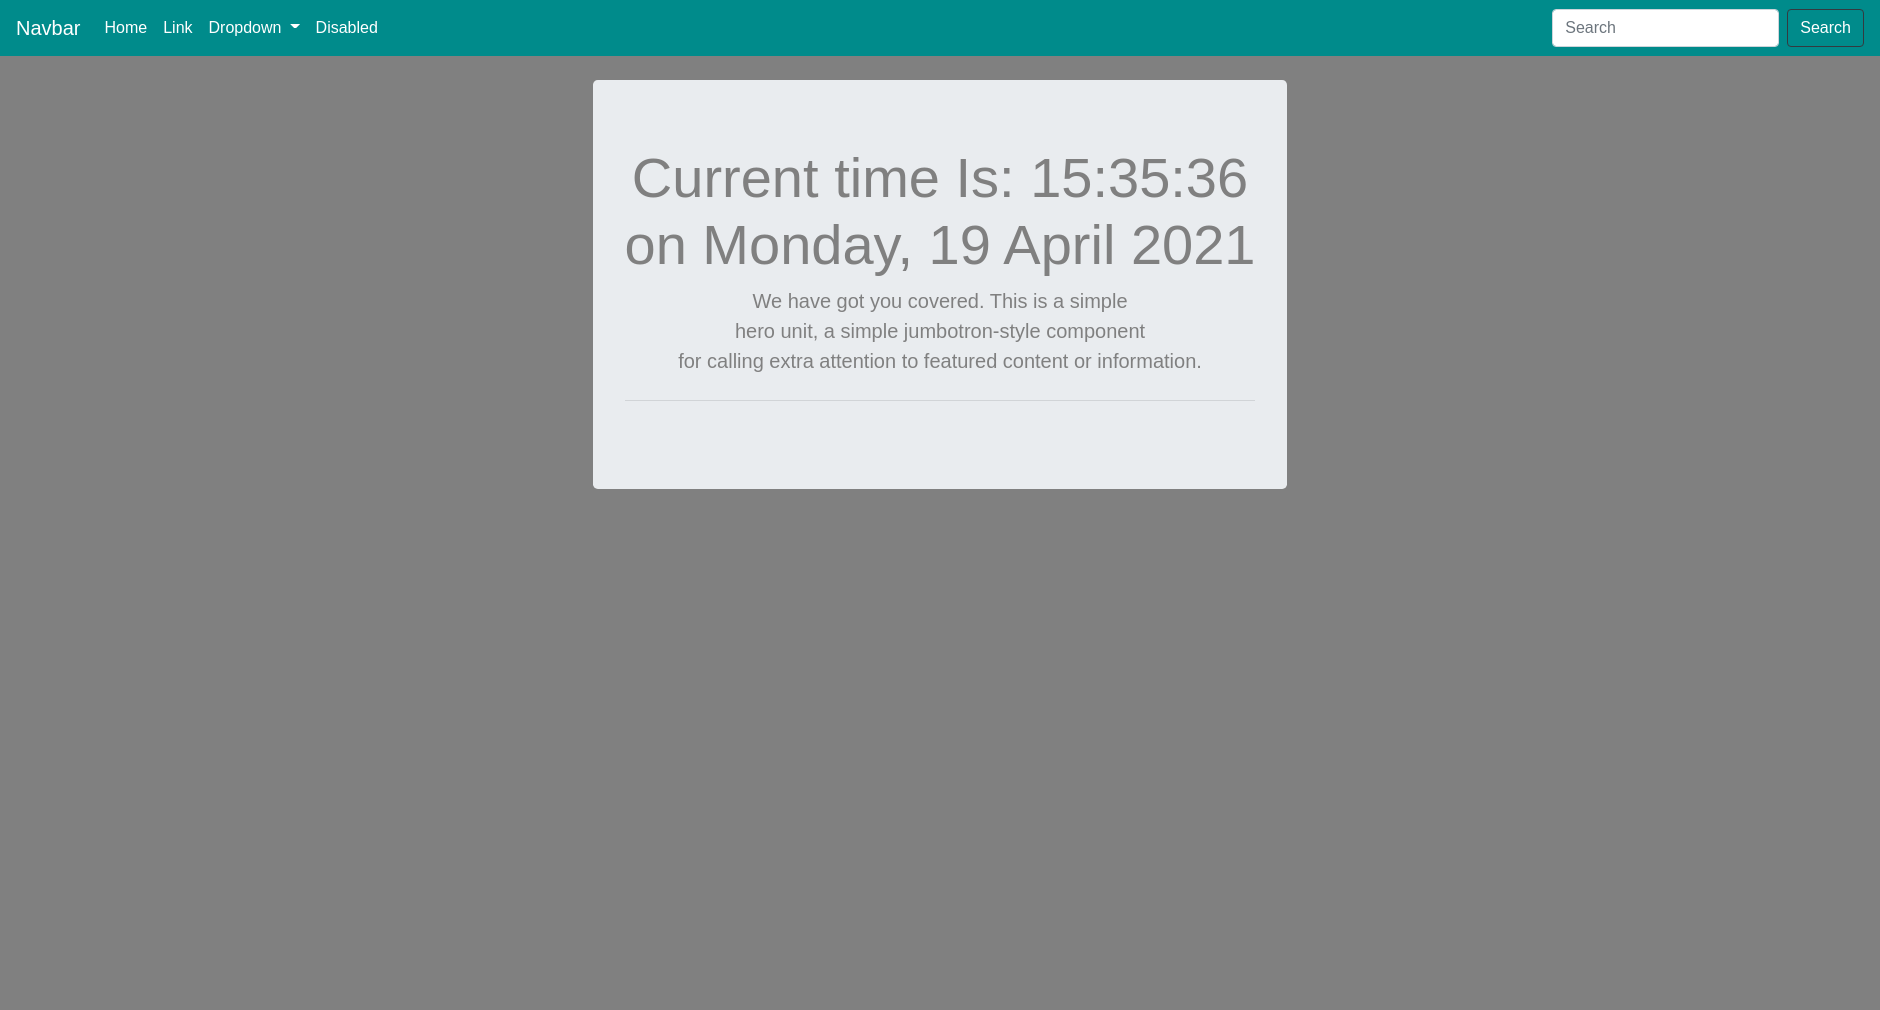 Navbar Home Link Dropdown Disabled Search Search
Current time Is: 15:35:36
on Monday, 19 April 2021
We have got you covered. This is a simple
hero unit, a simple jumbotron-style component
for calling extra attention to featured content or information.